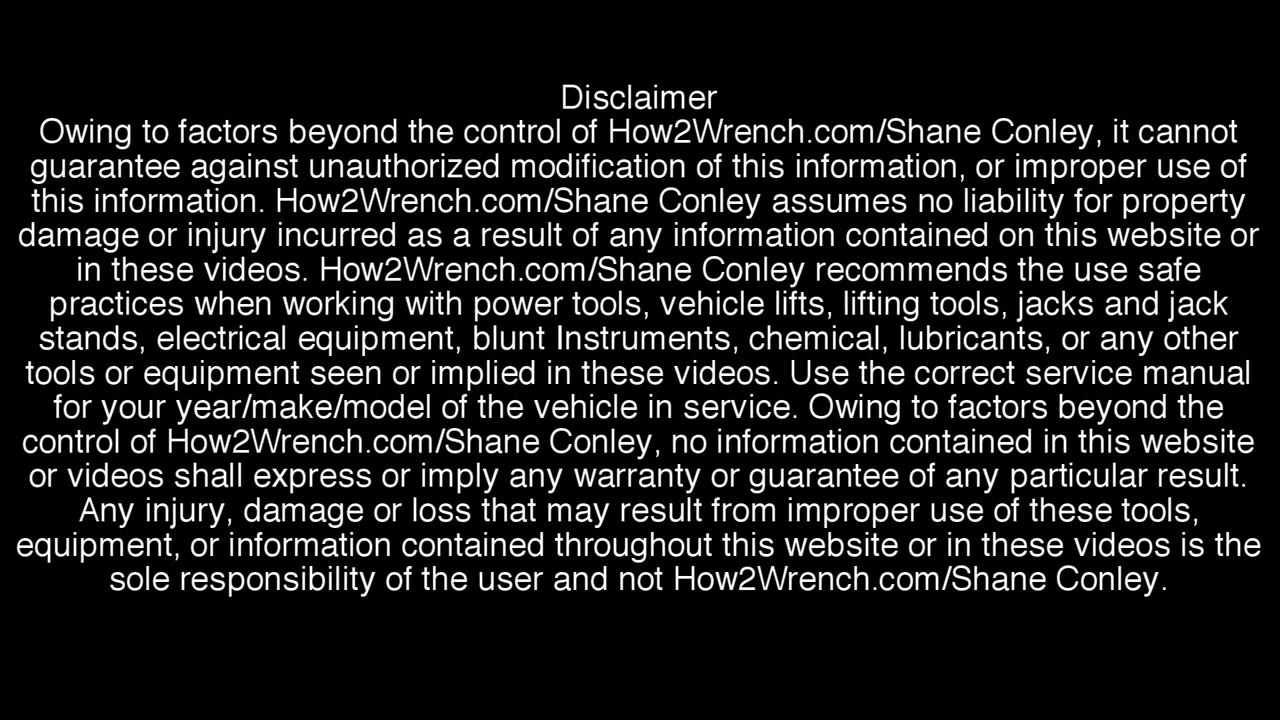 Disclaimer
Owing to factors beyond the control of How2Wrench.com/Shane Conley, it cannot
guarantee against unauthorized modification of this information, or improper use of
this information. How2Wrench.com/Shane Conley assumes no liability for property
damage or injury incurred as a result of any information contained on this website or
in these videos. How2Wrench.com/Shane Conley recommends the use safe
practices when working with power tools, vehicle lifts, lifting tools, jacks and jack
stands, electrical equipment, blunt Instruments, chemical, lubricants, or any other
tools or equipment seen or implied in these videos. Use the correct service manual
for your year/make/model of the vehicle in service. Owing to factors beyond the
control of How2Wrench.com/Shane Conley, no information contained in this website
or videos shall express or imply any warranty or guarantee of any particular result.
Any injury, damage or loss that may result from improper use of these tools,
equipment, or information contained throughout this website or in these videos is the
sole responsibility of the user and not How2Wrench.com/Shane Conley.